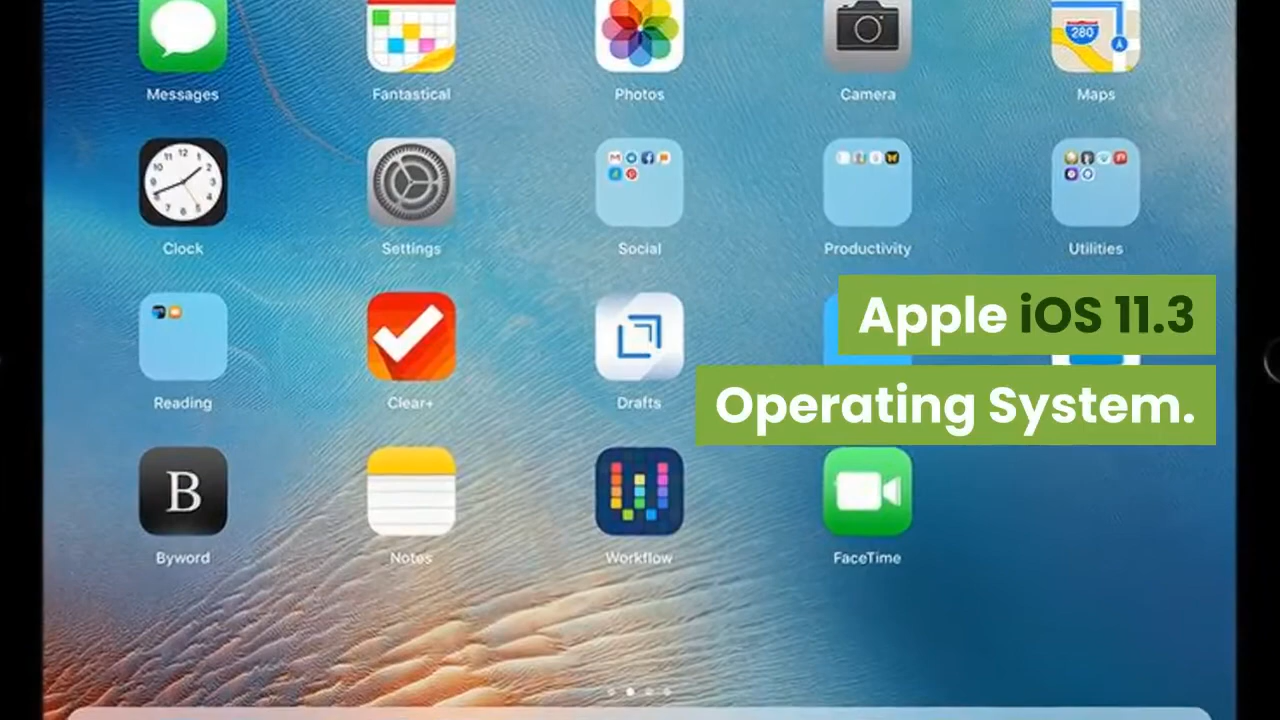 280
Messages
Fantastical
Photos
Camera
Maps
Clock
Settings
Social
Productivity
Utilities
Apple iOS 11.3
Reading
Clear+
Drafts
Operating System.
B
Byword
Notes
Workflow
FaceTime